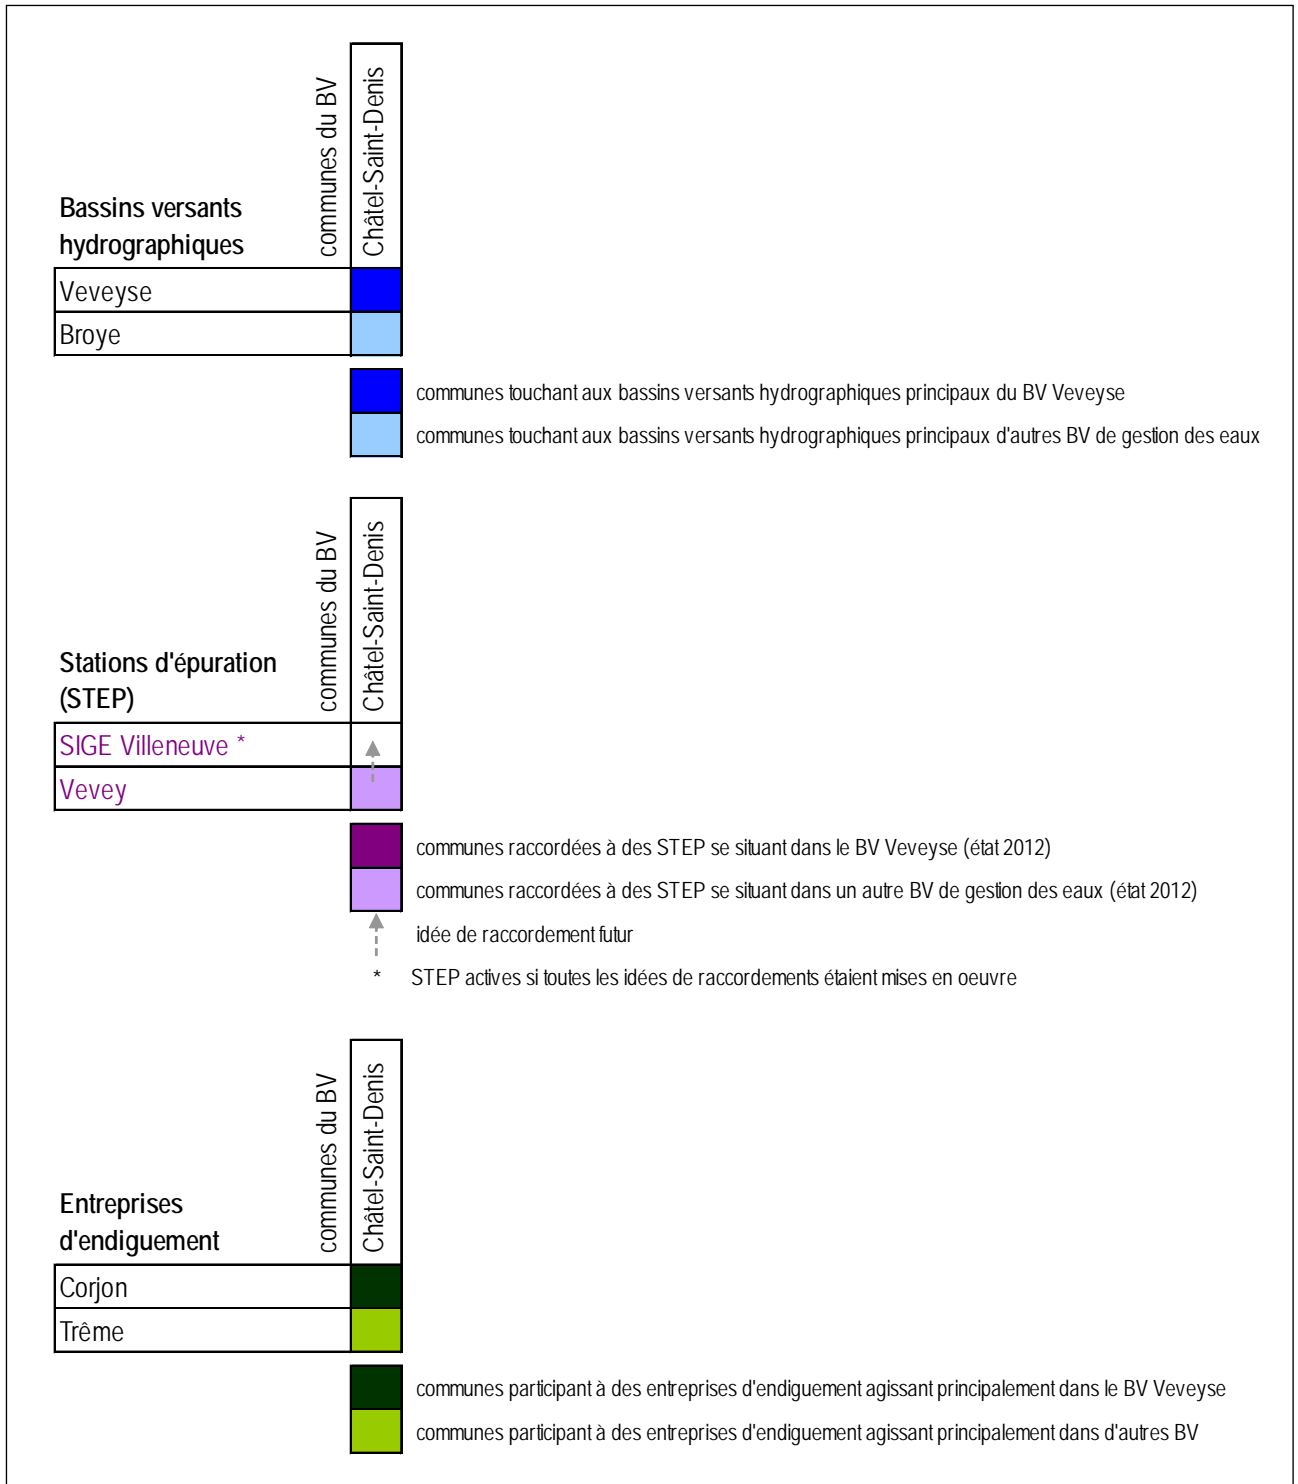 communes du BV
Châtel-Saint-Denis
Bassins versants
hydrographiques
Veveyse
Broye
communes touchant aux bassins versants hydrographiques principaux du BV Veveyse
communes touchant aux bassins versants hydrographiques principaux d'autres BV de gestion des eaux
communes du BV
Châtel-Saint-Denis
Stations d'épuration
(STEP)
SIGE Villeneuve *
Vevey
communes raccordées à des STEP se situant dans le BV Veveyse (état 2012)
communes raccordées à des STEP se situant dans un autre BV de gestion des eaux (état 2012)
idée de raccordement futur
* STEP actives si toutes les idées de raccordements étaient mises en oeuvre
communes du BV
Châtel-Saint-Denis
Entreprises
d'endiguement
Corjon
Trême
communes participant à des entreprises d'endiguement agissant principalement dans le BV Veveyse
communes participant à des entreprises d'endiguement agissant principalement dans d'autres BV